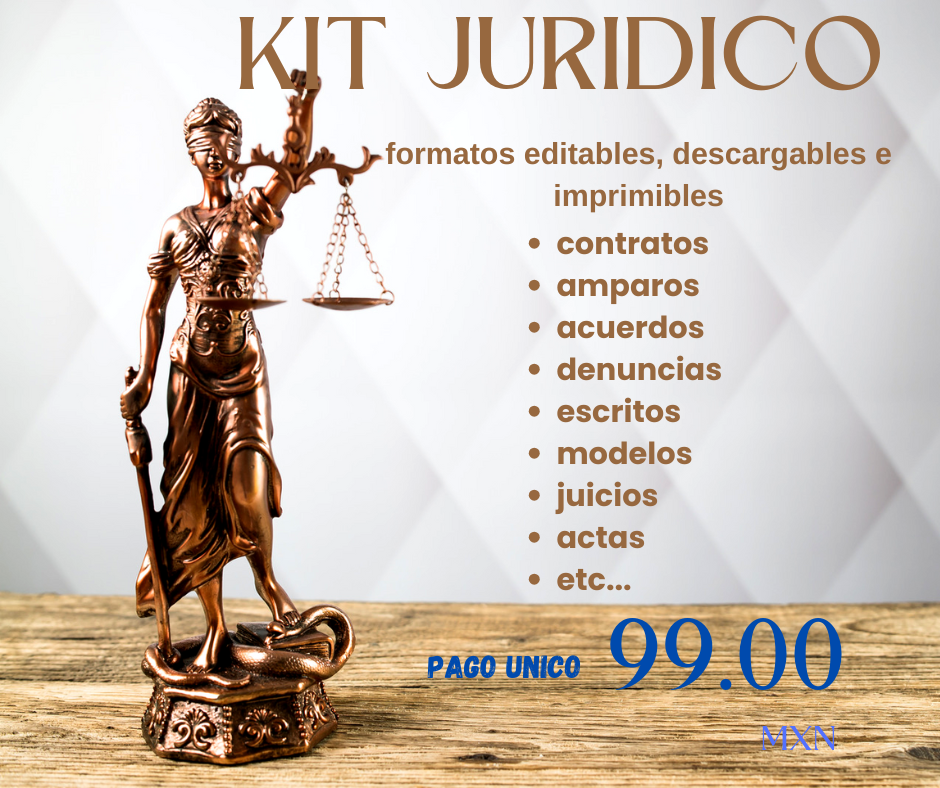 KIT JURIDICO
formatos editables, descargables e
imprimibles
• contratos
• amparos
• acuerdos
• denuncias
• escritos
• modelos
• juicios
• actas
• etc...
PAGO UNICO 99.00
MXN